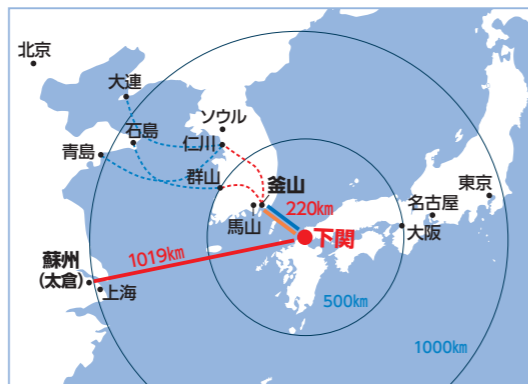 北京
大連
ソウル
石島
仁川
青島
群山
釜山
馬山
220km
東京
名古屋
大阪
下関
1019km
蘇州
(太倉)
上海
500km
1000km